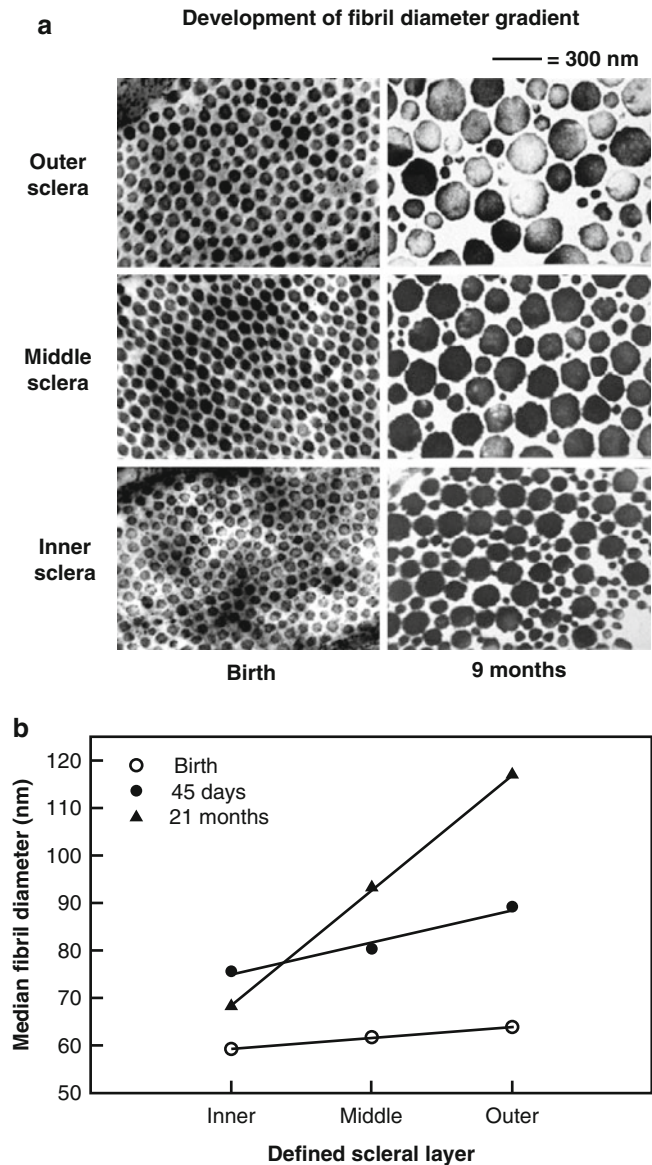 a
Development of fibril diameter gradient
= 300 nm
Outer
sclera
Middle
sclera
Inner
sclera
Birth
9 months
b
Birth
45 days
21 months
120
110
100
90
80
70
60
50
Median fibril diameter (nm)
Inner
Middle
Outer
Defined scleral layer